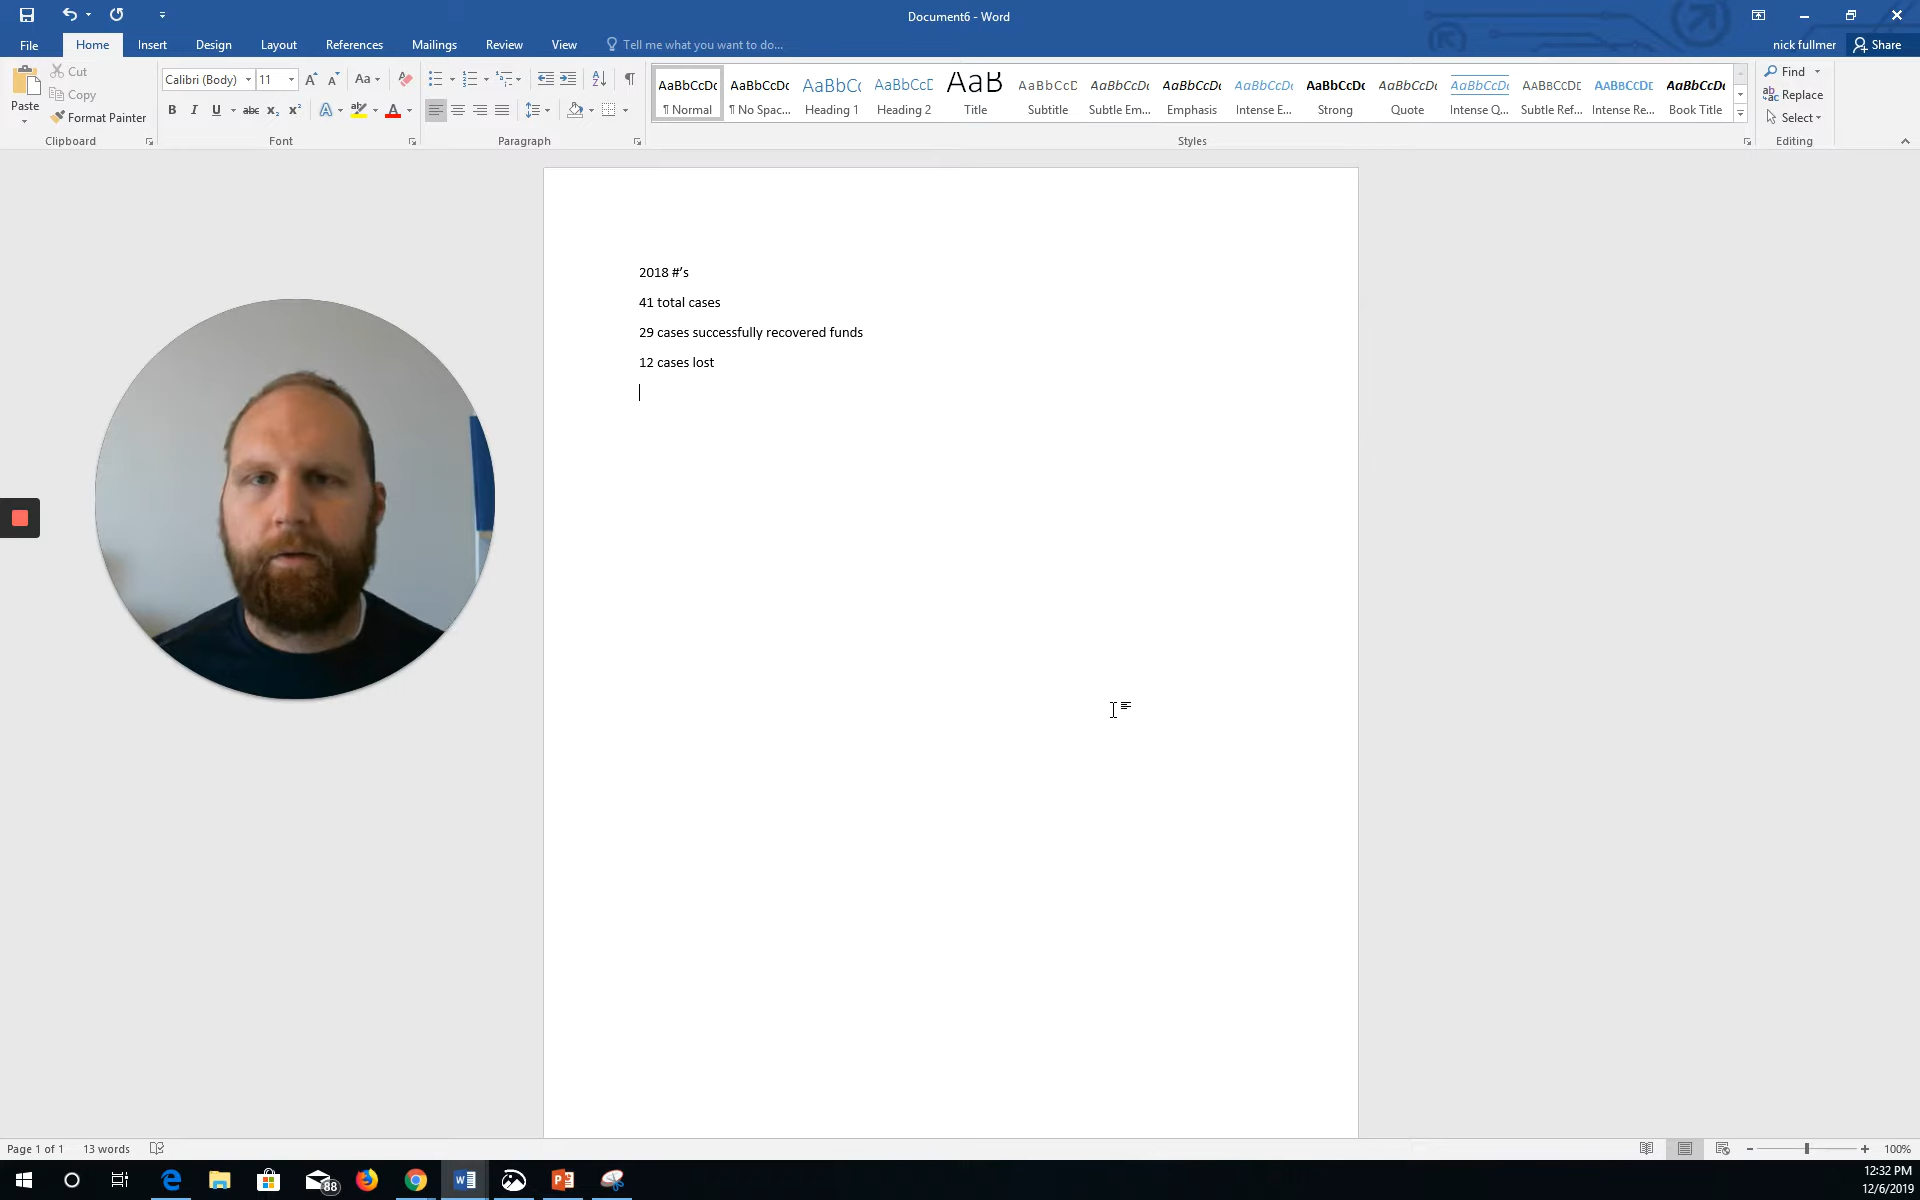 Document6 - Word
File Home Insert Design Layout References Mailings Review View Tell me what you want to do... nick fullmer Share
Paste
Cut
Copy
Format Painter
Clipboard
Calibri (Body) 11
Font
Paragraph
AaBbCcDc AaBbCcDc AaBbCc AaBbCcD AaB AaBbCcD AaBbCcDc AaBbCcDc AaBbCcDc AaBbCcDc AaBbCcDc AaBbCcDc AABBCCDD AABBCCDD AaBbCcDc
¶ Normal ¶ No Spac... Heading 1 Heading 2 Title Subtitle Subtle Em... Emphasis Intense E... Strong Quote Intense Q... Subtle Ref... Intense Re... Book Title
Styles
Find
Replace
Select
Editing
2018 #’s
41 total cases
29 cases successfully recovered funds
12 cases lost
Page 1 of 1 13 words 100%
88
12:32 PM
12/6/2019